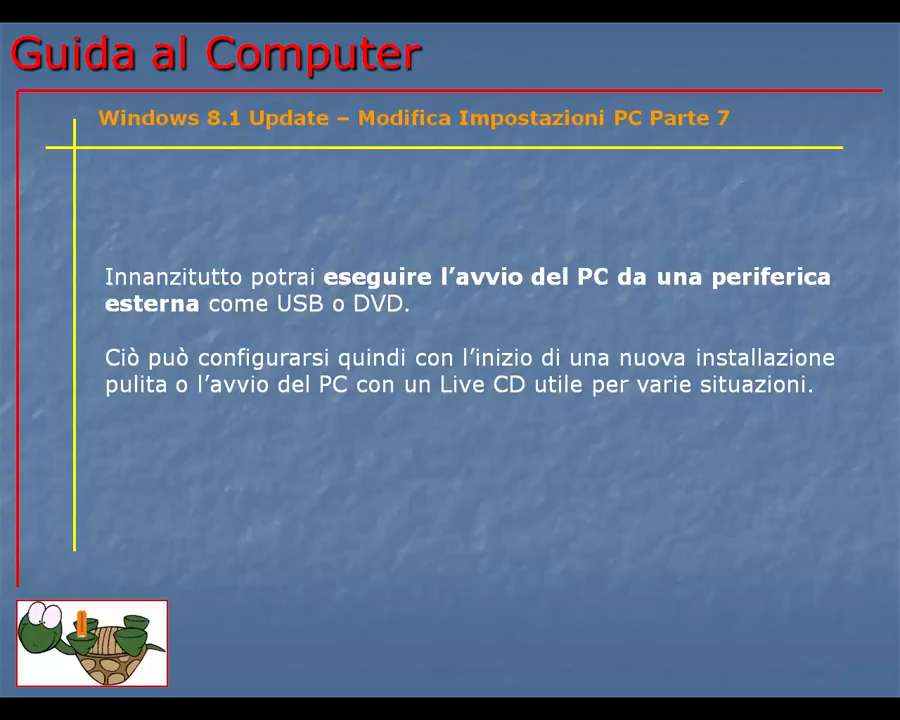 Guida al Computer
Windows 8.1 Update – Modifica Impostazioni PC Parte 7
Innanzitutto potrai eseguire l’avvio del PC da una periferica
esterna come USB o DVD.
Ciò può configurarsi quindi con l’inizio di una nuova installazione
pulita o l’avvio del PC con un Live CD utile per varie situazioni.